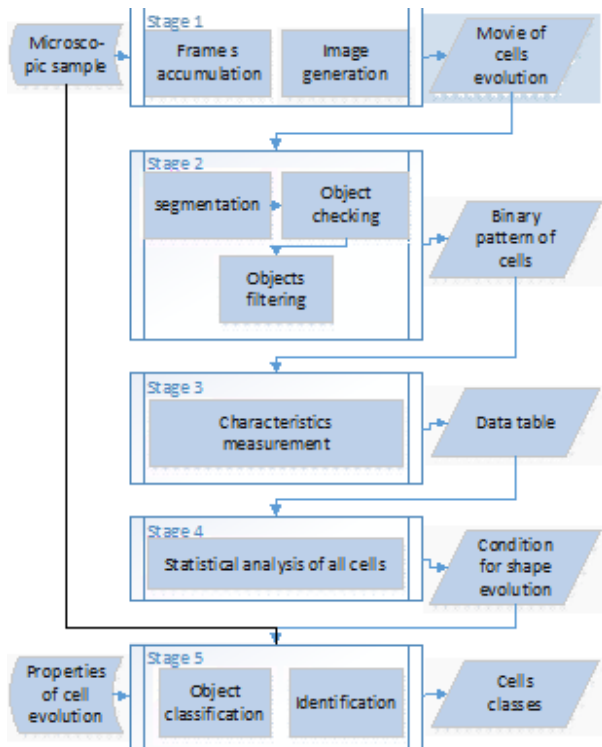 Stage 1
Microsco-
pic sample
Frames
accumulation
Image
generation
Movie of
cells
evolution
Stage 2
segmentation
Object
checking
Objects
filtering
Binary
pattern of
cells
Stage 3
Characteristics
measurement
Data table
Stage 4
Statistical analysis of all cells
Condition
for shape
evolution
Stage 5
Properties
of cell
evolution
Object
classification
Identification
Cells
classes